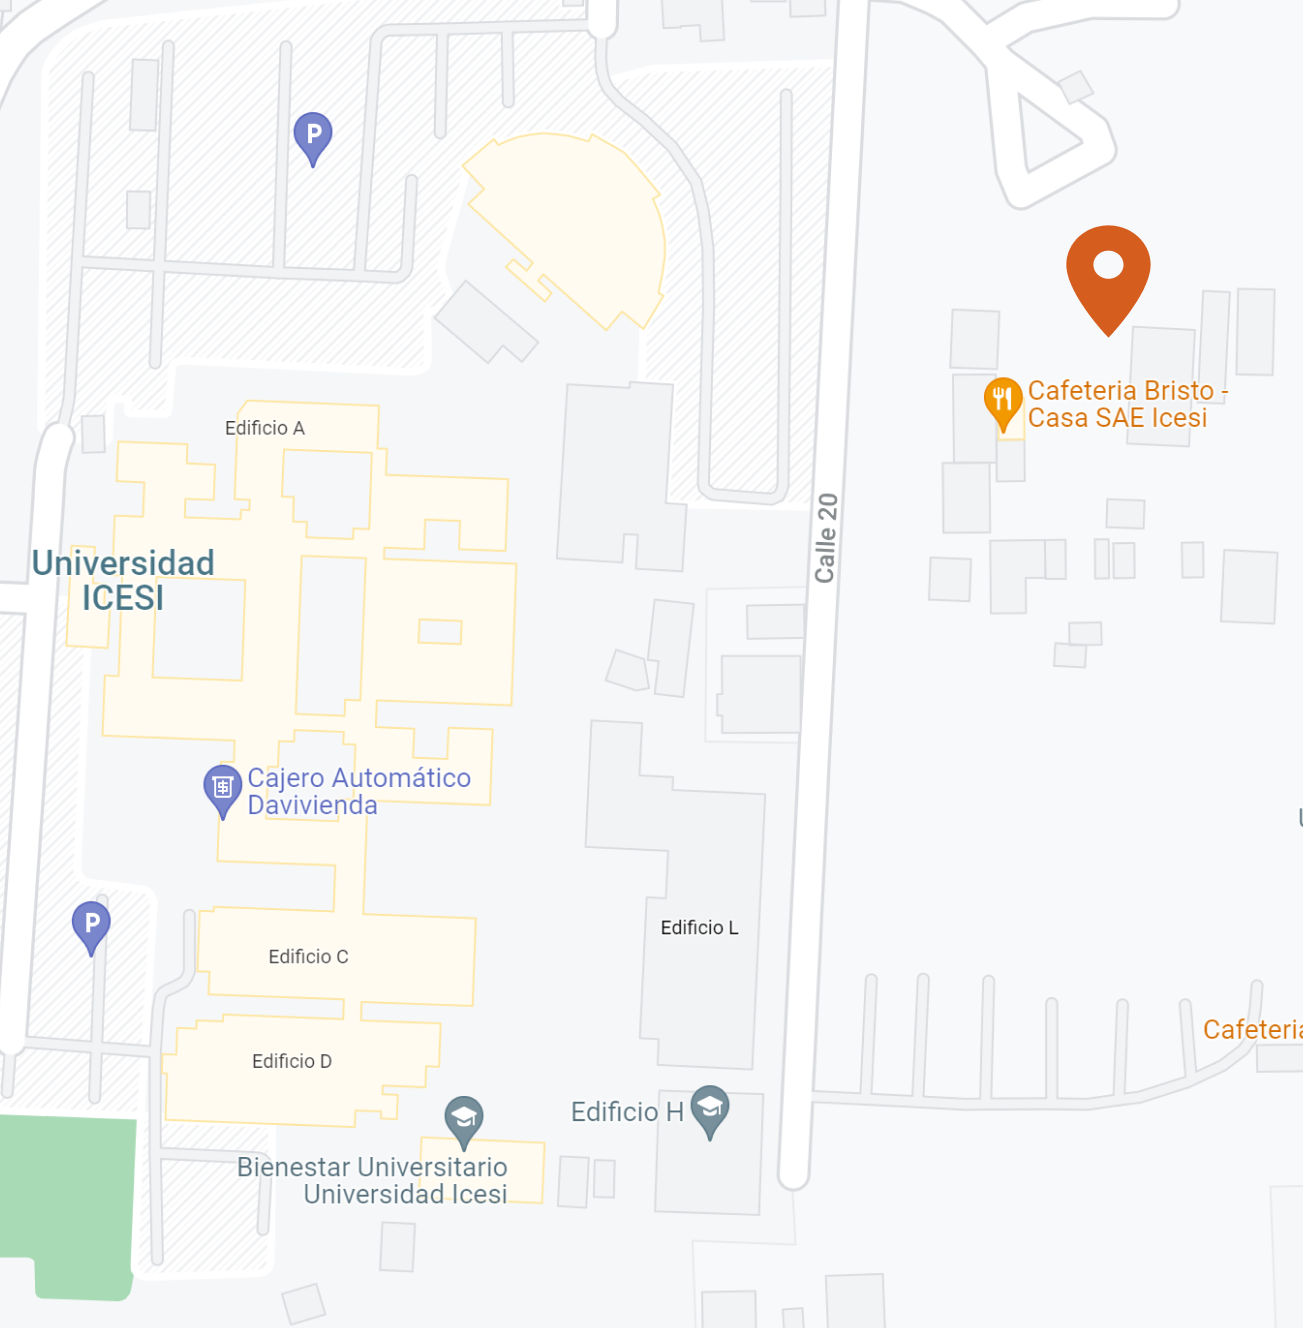 P
Cafeteria Bristo -
Casa SAE Icesi
Edificio A
Calle 20
Universidad
ICESI
Cajero Automático
Davivienda
P
Edificio L
Edificio C
Cafeteria
Edificio D
Edificio H
Bienestar Universitario
Universidad Icesi